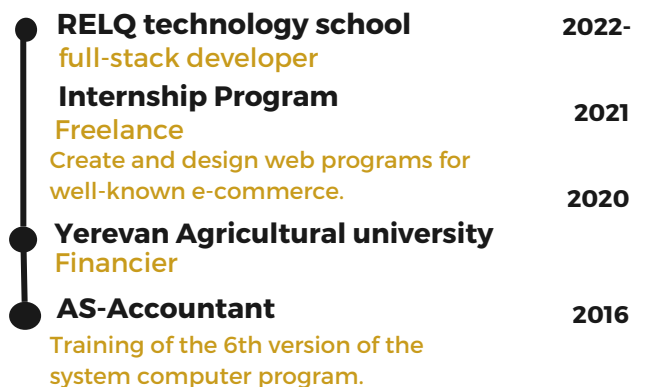 RELQ technology school 2022-
full-stack developer
Internship Program
2021
Freelance
Create and design web programs for
well-known e-commerce.
2020
Yerevan Agricultural university
Financier
AS-Accountant 2016
Training of the 6th version of the
system computer program.